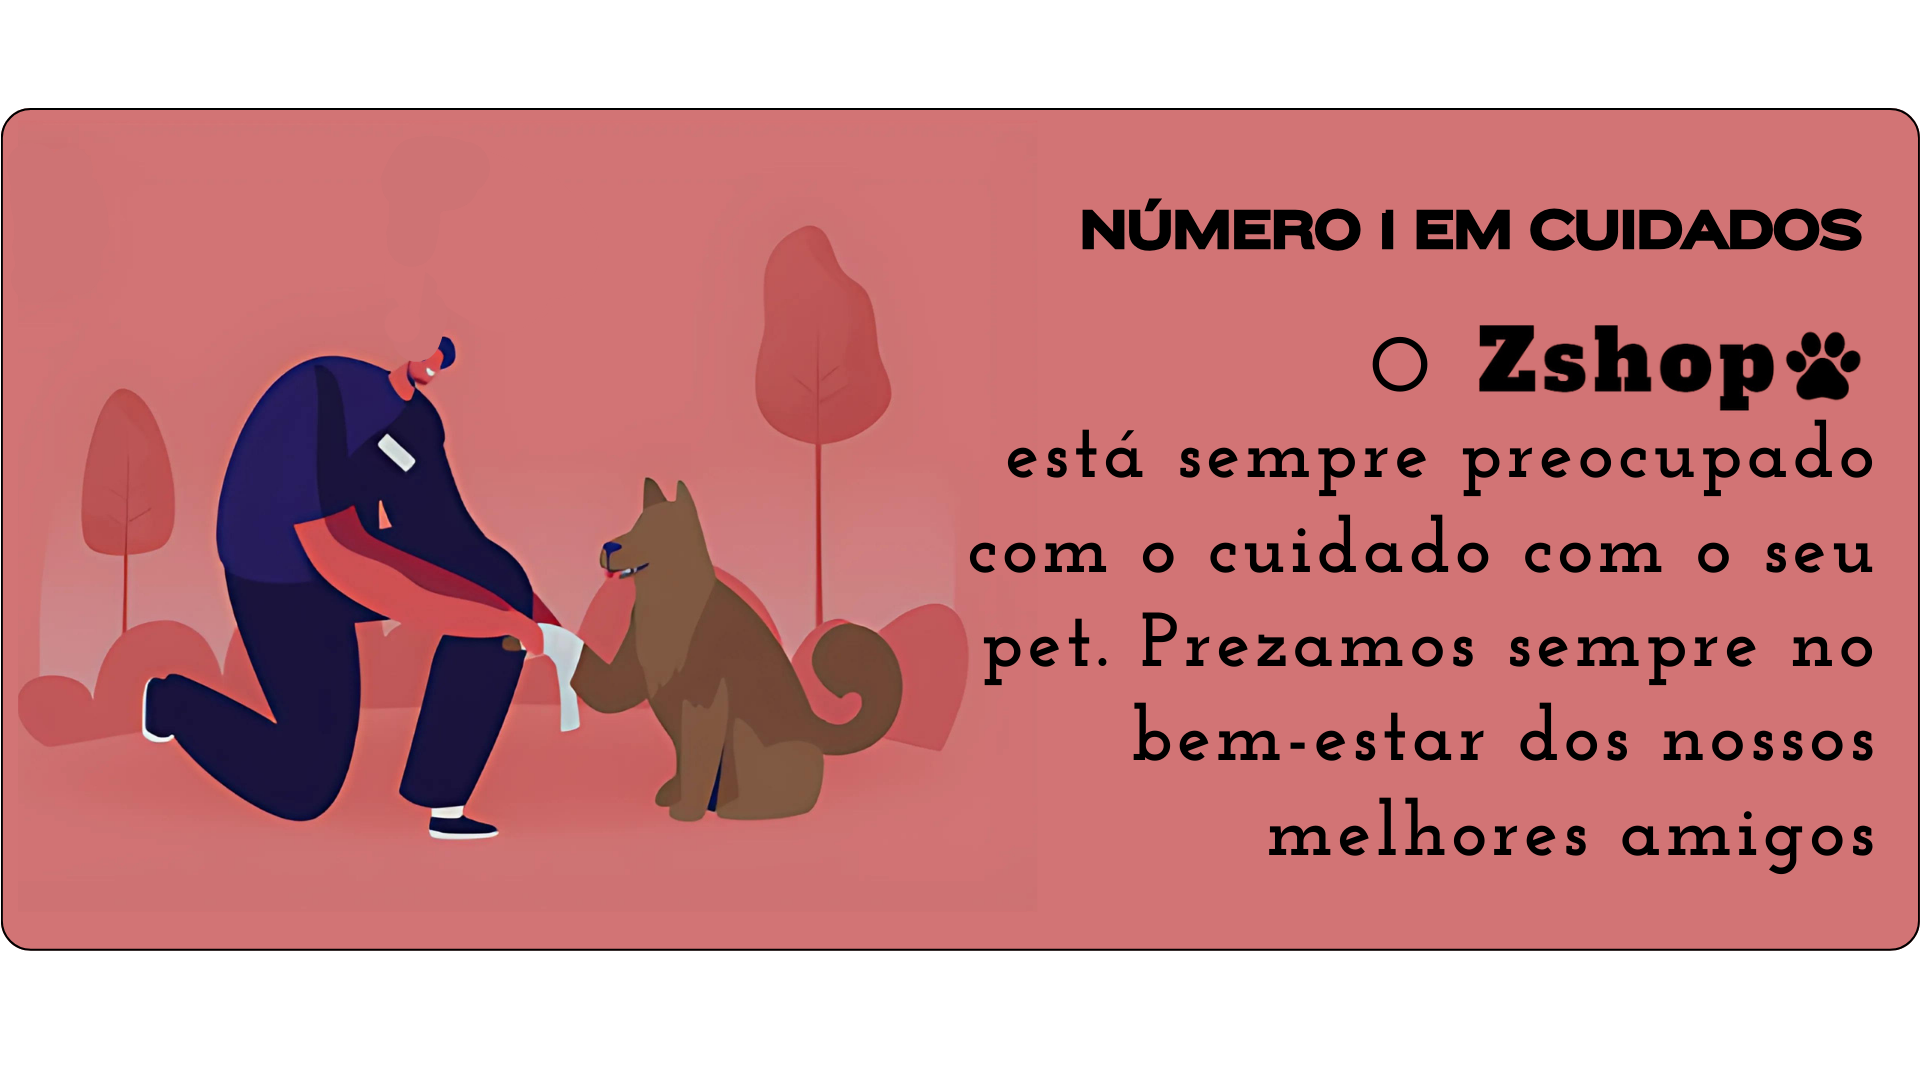 NÚMERO 1 EM CUIDADOS
O Zshop
está sempre preocupado
com o cuidado com o seu
pet. Prezamos sempre no
bem-estar dos nossos
melhores amigos